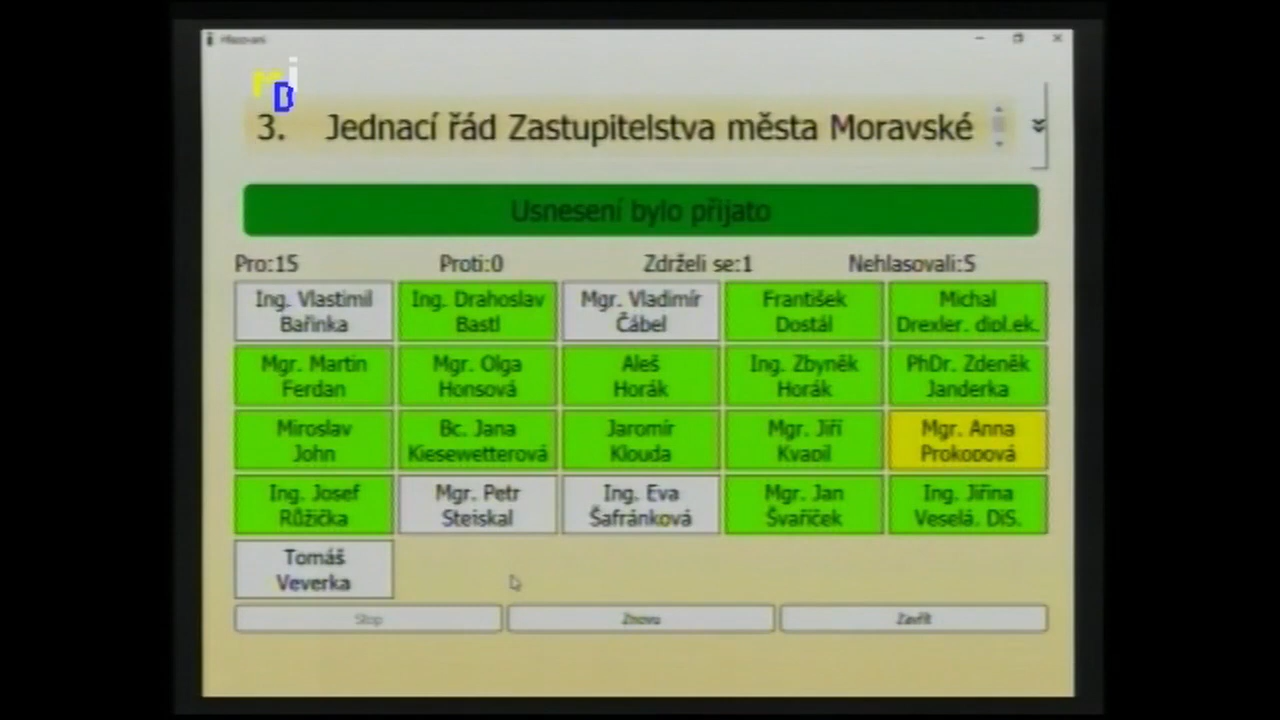 Hlasování
3. Jednací řád Zastupitelstva města Moravské
Usnesení bylo přijato
Pro:15 Proti:0 Zdrželi se:1 Nehlasovali:5
Ing. Vlastimil Bařinka
Ing. Drahoslav Bastl
Mgr. Vladimír Čábel
František Dostál
Michal Drexler. dipl.ek.
Mgr. Martin Ferdan
Mgr. Olga Honsová
Aleš Horák
Ing. Zbyněk Horák
PhDr. Zdeněk Janderka
Miroslav John
Bc. Jana Kiesewetterová
Jaromír Klouda
Mgr. Jiří Kvapil
Mgr. Anna Prokopová
Ing. Josef Růžička
Mgr. Petr Stejskal
Ing. Eva Šafránková
Mgr. Jan Švaříček
Ing. Jiřina Veselá. DiS.
Tomáš Veverka
Stop Znovu Zavřít